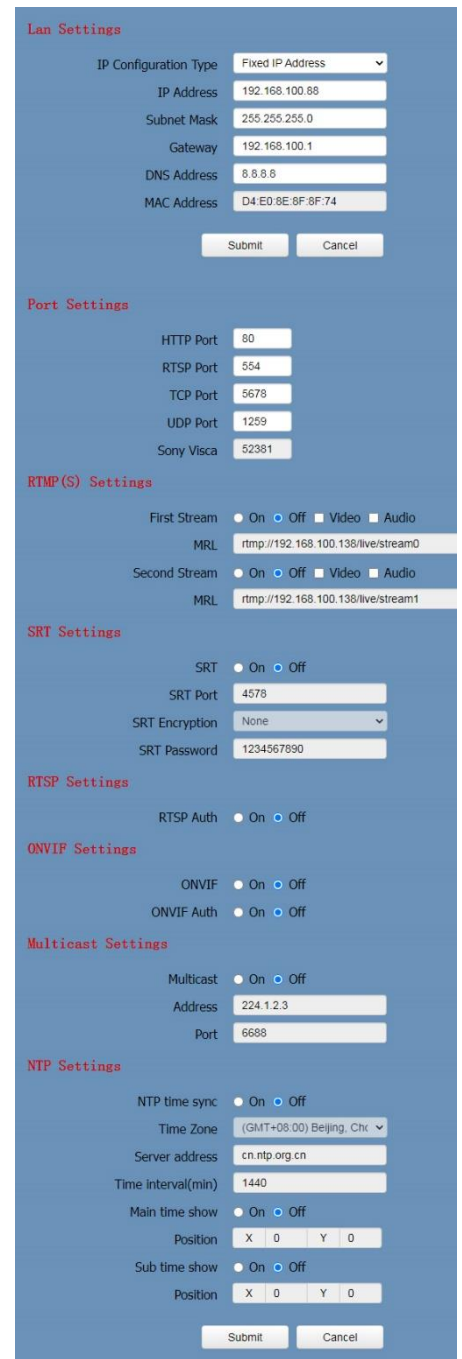 Lan Settings
IP Configuration Type Fixed IP Address
IP Address 192.168.100.88
Subnet Mask 255.255.255.0
Gateway 192.168.100.1
DNS Address 8.8.8.8
MAC Address D4:E0:8E:8F:8F:74
Submit Cancel
Port Settings
HTTP Port 80
RTSP Port 554
TCP Port 5678
UDP Port 1259
Sony Visca 52381
RTMP(S) Settings
First Stream On Off Video Audio
MRL rtmp://192.168.100.138/live/stream0
Second Stream On Off Video Audio
MRL rtmp://192.168.100.138/live/stream1
SRT Settings
SRT On Off
SRT Port 4578
SRT Encryption None
SRT Password 1234567890
RTSP Settings
RTSP Auth On Off
ONVIF Settings
ONVIF On Off
ONVIF Auth On Off
Multicast Settings
Multicast On Off
Address 224.1.2.3
Port 6688
NTP Settings
NTP time sync On Off
Time Zone (GMT+08:00) Beijing, Chc
Server address cn.ntp.org.cn
Time interval(min) 1440
Main time show On Off
Position X 0 Y 0
Sub time show On Off
Position X 0 Y 0
Submit Cancel